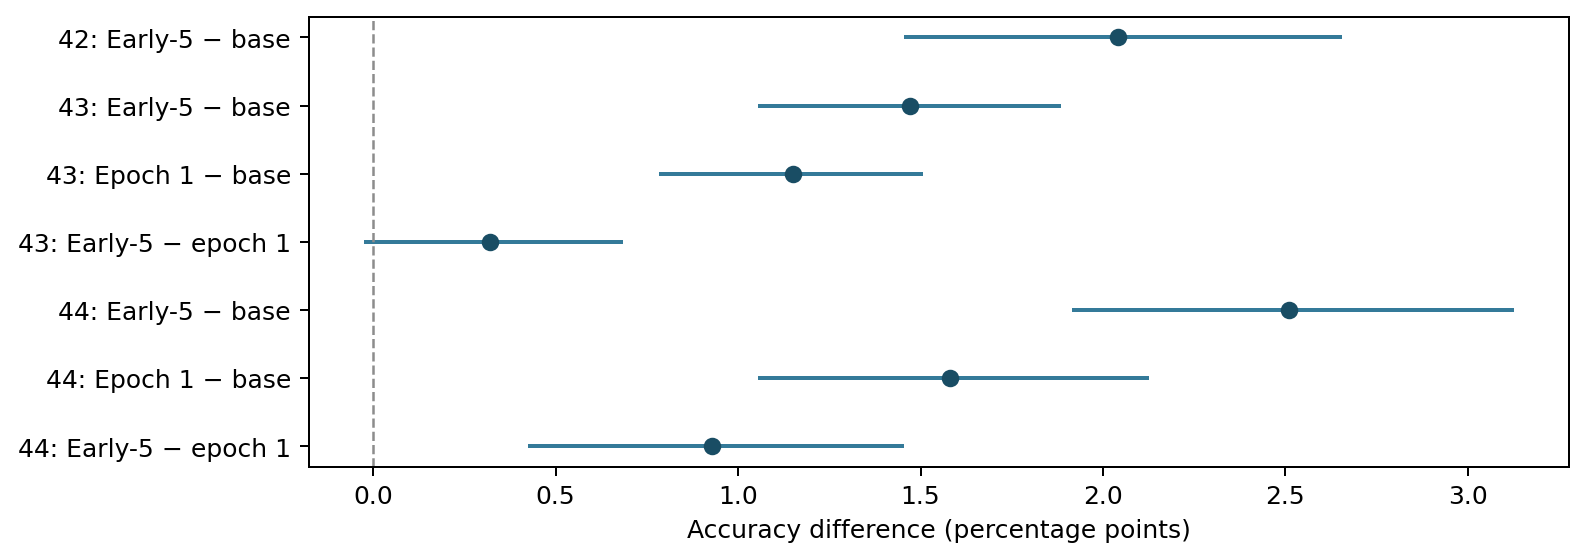 42: Early-5 − base
43: Early-5 − base
43: Epoch 1 − base
43: Early-5 − epoch 1
44: Early-5 − base
44: Epoch 1 − base
44: Early-5 − epoch 1
0.0 0.5 1.0 1.5 2.0 2.5 3.0
Accuracy difference (percentage points)